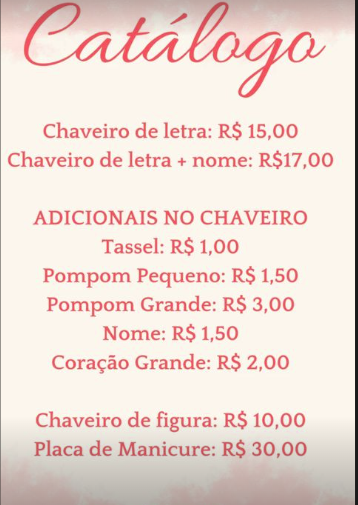 Catálogo
Chaveiro de letra: R$ 15,00
Chaveiro de letra + nome: R$17,00
ADICIONAIS NO CHAVEIRO
Tassel: R$ 1,00
Pompom Pequeno: R$ 1,50
Pompom Grande: R$ 3,00
Nome: R$ 1,50
Coração Grande: R$ 2,00
Chaveiro de figura: R$ 10,00
Placa de Manicure: R$ 30,00